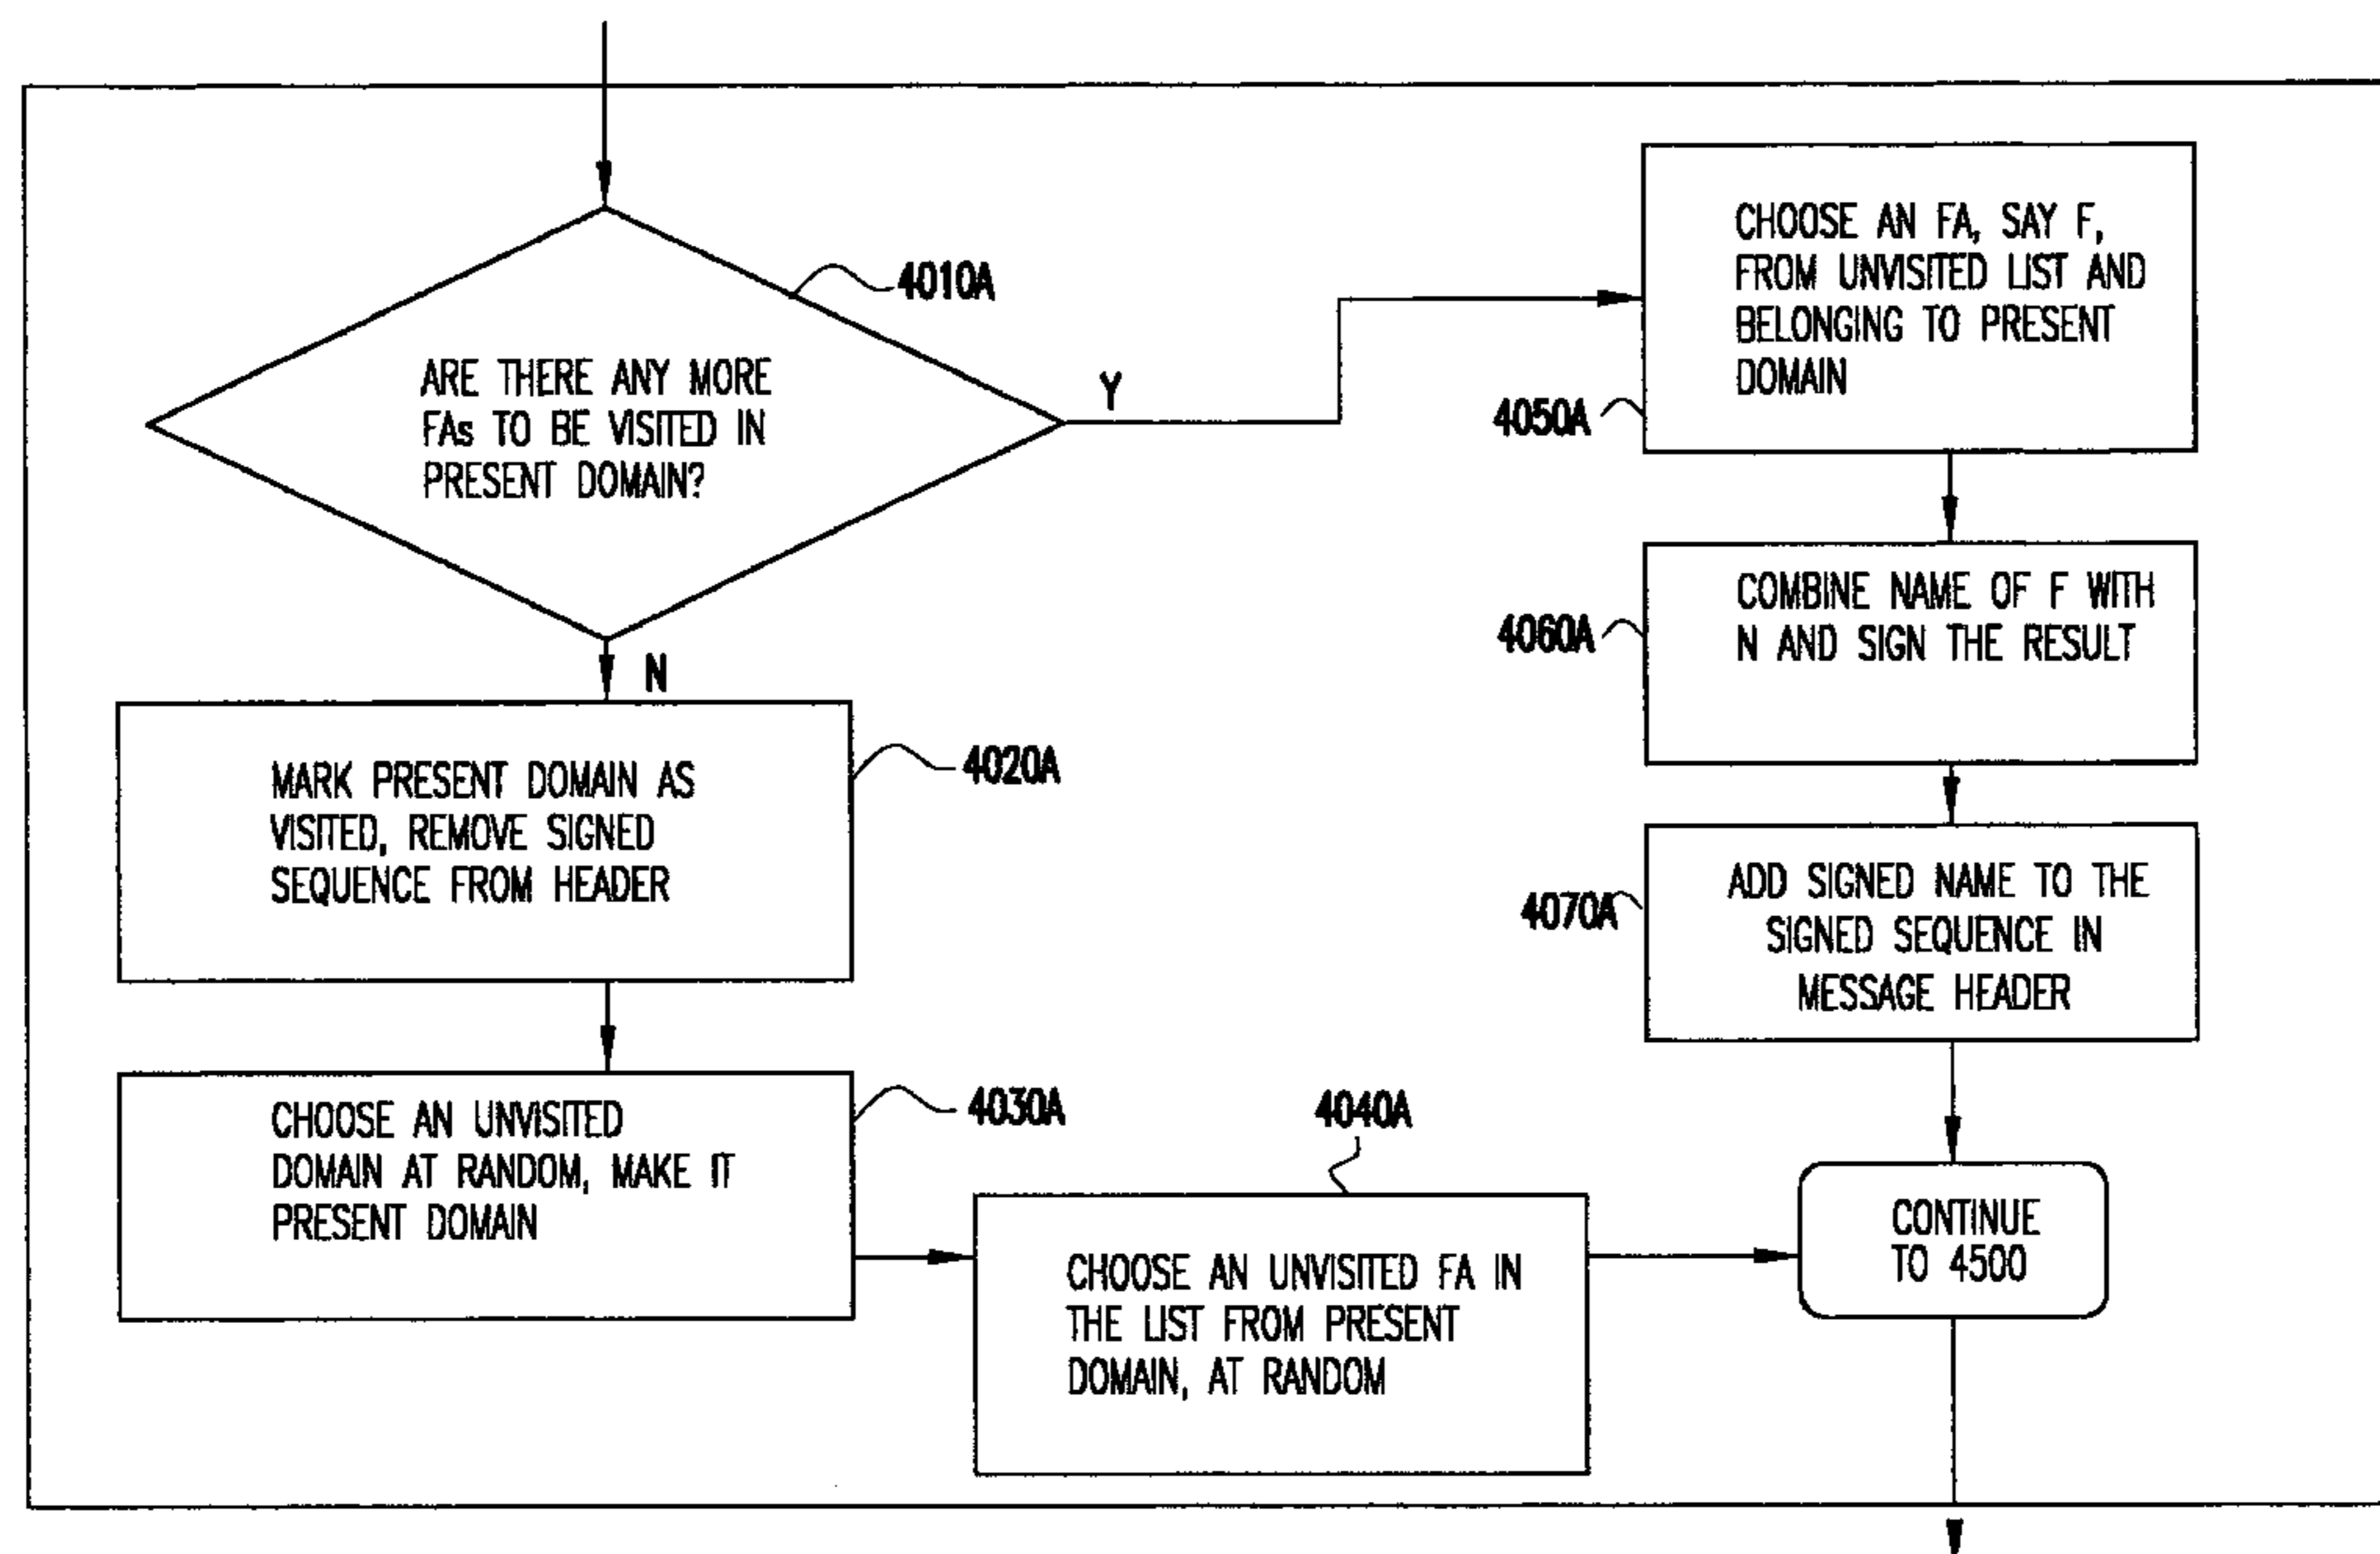 4010A
ARE THERE ANY MORE
FAs TO BE VISITED IN
PRESENT DOMAIN?
Y
N
MARK PRESENT DOMAIN AS
VISITED, REMOVE SIGNED
SEQUENCE FROM HEADER
4020A
CHOOSE AN UNVISITED
DOMAIN AT RANDOM, MAKE IT
PRESENT DOMAIN
4030A
4040A
CHOOSE AN UNVISITED FA IN
THE LIST FROM PRESENT
DOMAIN, AT RANDOM
CHOOSE AN FA, SAY F,
FROM UNVISITED LIST AND
BELONGING TO PRESENT
DOMAIN
4050A
COMBINE NAME OF F WITH
N AND SIGN THE RESULT
4060A
ADD SIGNED NAME TO THE
SIGNED SEQUENCE IN
MESSAGE HEADER
4070A
CONTINUE
TO 4500